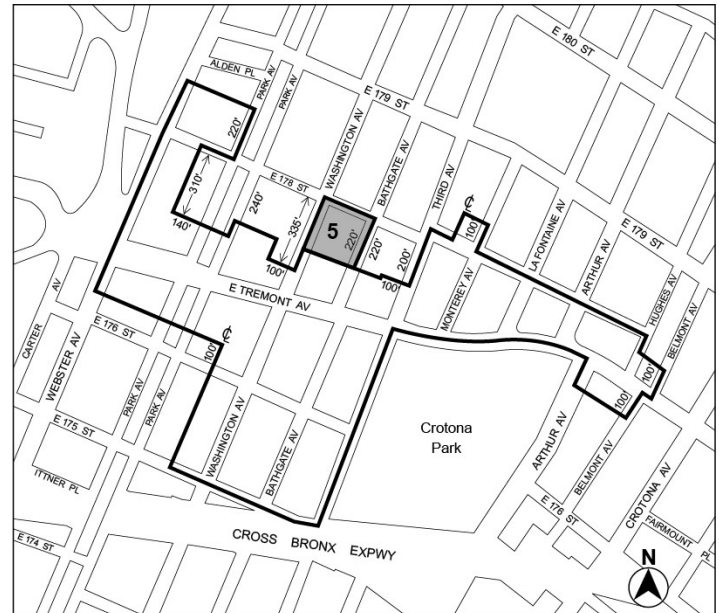 E 180 ST
ALDEN PL
PARK AV
PARK AV
E 179 ST
WASHINGTON AV
BATHGATE AV
THIRD AV
220'
E 178 ST
310'
240'
335'
5
220'
220'
200'
140'
100'
100'
℄
100'
LA FONTAINE AV
ARTHUR AV
E 179 ST
HUGHES AV
BELMONT AV
E TREMONT AV
MONTEREY AV
CARTER AV
WEBSTER AV
E 176 ST
℄
100'
100'
100'
PARK AV
PARK AV
E 175 ST
WASHINGTON AV
BATHGATE AV
Crotona
Park
ARTHUR AV
BELMONT AV
CROTONA AV
ITTNER PL
E 176 ST
FAIRMOUNT PL
E 174 ST
CROSS BRONX EXPWY
N